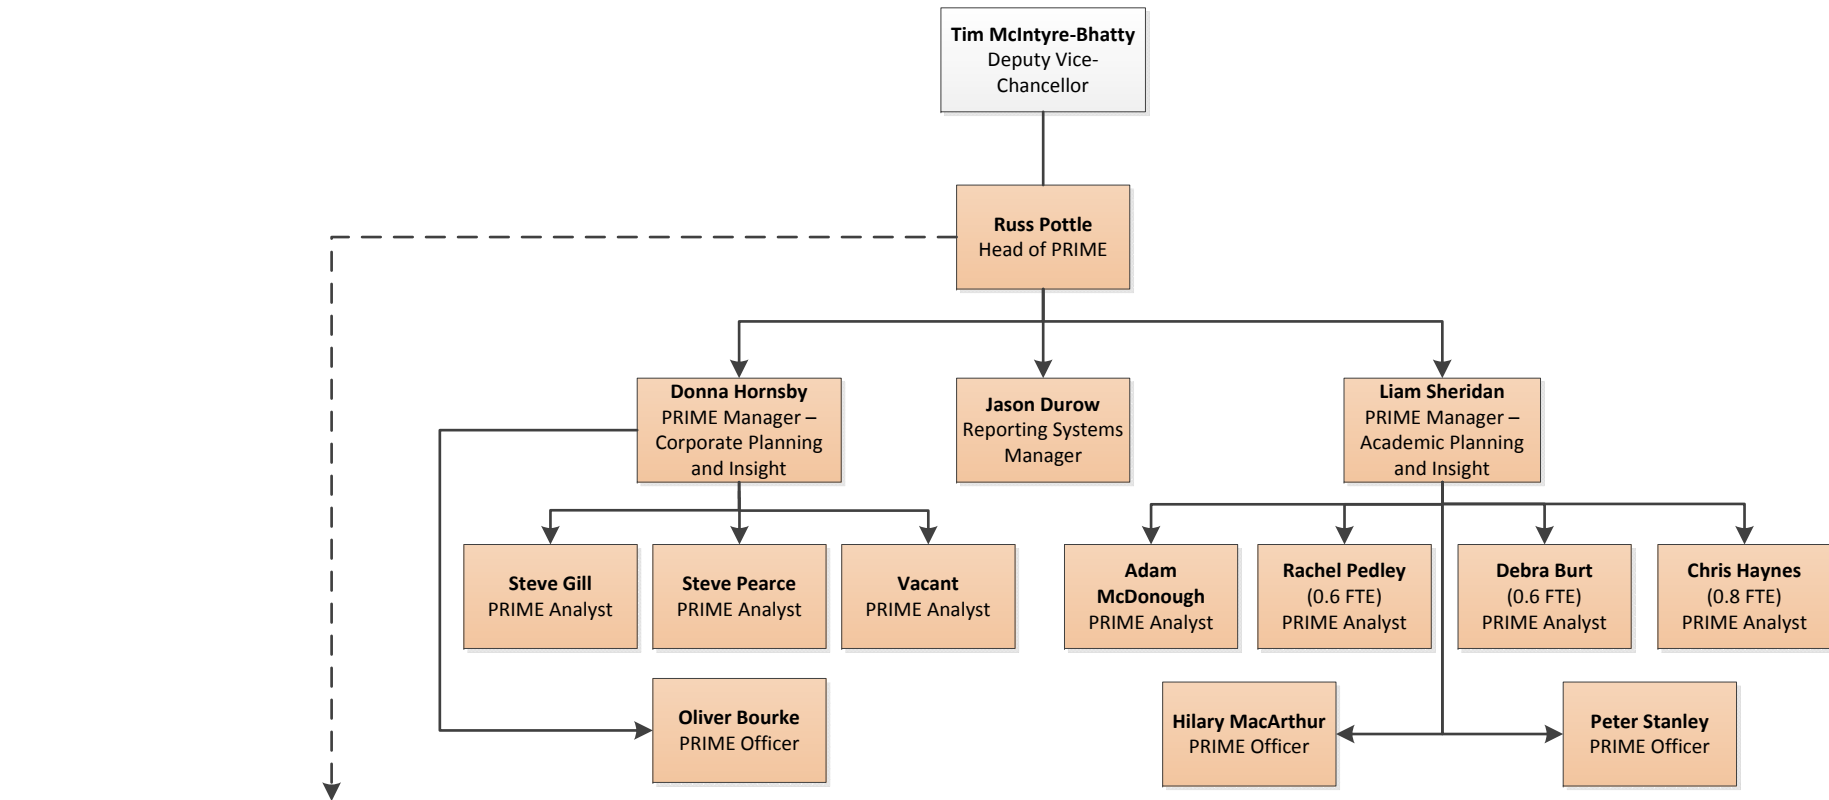 Tim McIntyre-Bhatty
Deputy Vice-
Chancellor
Russ Pottle
Head of PRIME
Donna Hornsby
PRIME Manager –
Corporate Planning
and Insight
Jason Durow
Reporting Systems
Manager
Liam Sheridan
PRIME Manager –
Academic Planning
and Insight
Steve Gill
PRIME Analyst
Steve Pearce
PRIME Analyst
Vacant
PRIME Analyst
Adam
McDonough
PRIME Analyst
Rachel Pedley
(0.6 FTE)
PRIME Analyst
Debra Burt
(0.6 FTE)
PRIME Analyst
Chris Haynes
(0.8 FTE)
PRIME Analyst
Oliver Bourke
PRIME Officer
Hilary MacArthur
PRIME Officer
Peter Stanley
PRIME Officer